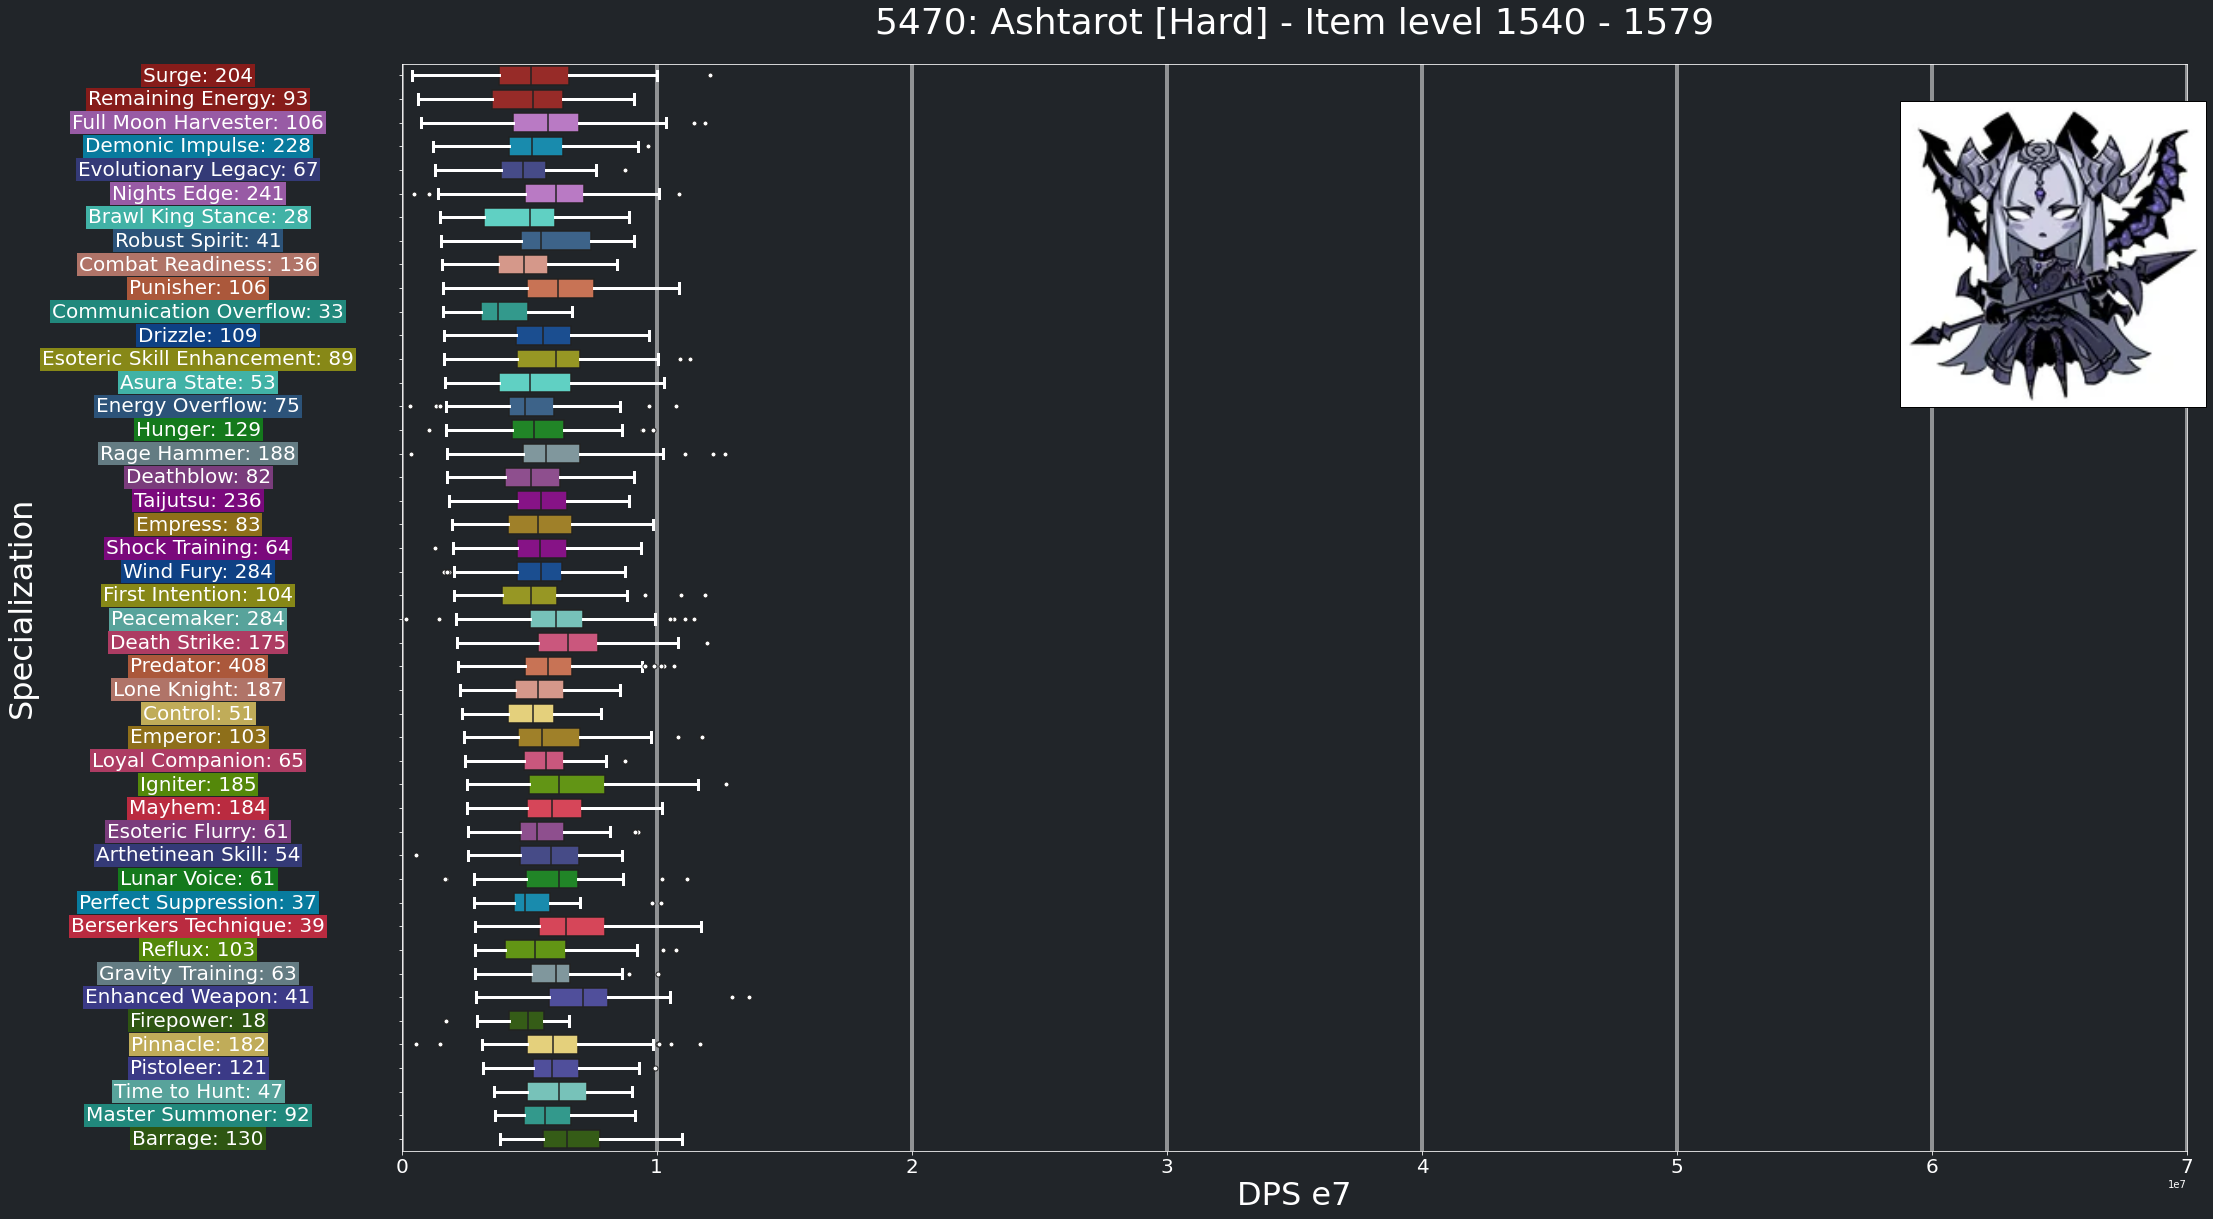 5470: Ashtarot [Hard] - Item level 1540 - 1579
Specialization
Surge: 204
Remaining Energy: 93
Full Moon Harvester: 106
Demonic Impulse: 228
Evolutionary Legacy: 67
Nights Edge: 241
Brawl King Stance: 28
Robust Spirit: 41
Combat Readiness: 136
Punisher: 106
Communication Overflow: 33
Drizzle: 109
Esoteric Skill Enhancement: 89
Asura State: 53
Energy Overflow: 75
Hunger: 129
Rage Hammer: 188
Deathblow: 82
Taijutsu: 236
Empress: 83
Shock Training: 64
Wind Fury: 284
First Intention: 104
Peacemaker: 284
Death Strike: 175
Predator: 408
Lone Knight: 187
Control: 51
Emperor: 103
Loyal Companion: 65
Igniter: 185
Mayhem: 184
Esoteric Flurry: 61
Arthetinean Skill: 54
Lunar Voice: 61
Perfect Suppression: 37
Berserkers Technique: 39
Reflux: 103
Gravity Training: 63
Enhanced Weapon: 41
Firepower: 18
Pinnacle: 182
Pistoleer: 121
Time to Hunt: 47
Master Summoner: 92
Barrage: 130
0 1 2 3 4 5 6 7
1e7
DPS e7